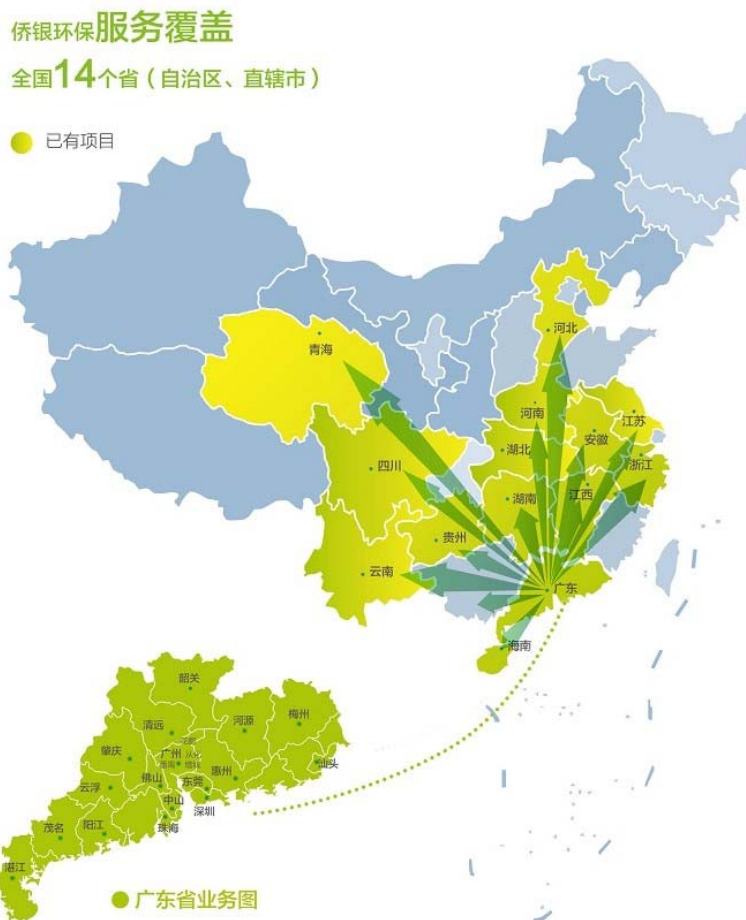 侨银环保服务覆盖
全国14个省（自治区、直辖市）
已有项目
河北
青海
河南
江苏
安徽
湖北
四川
浙江
湖南
江西
贵州
云南
广东
海南
韶关
梅州
河源
清远
肇庆
广州
从化
惠州
汕头
佛山
东莞
云浮
中山
深圳
茂名
阳江
珠海
湛江
广东省业务图